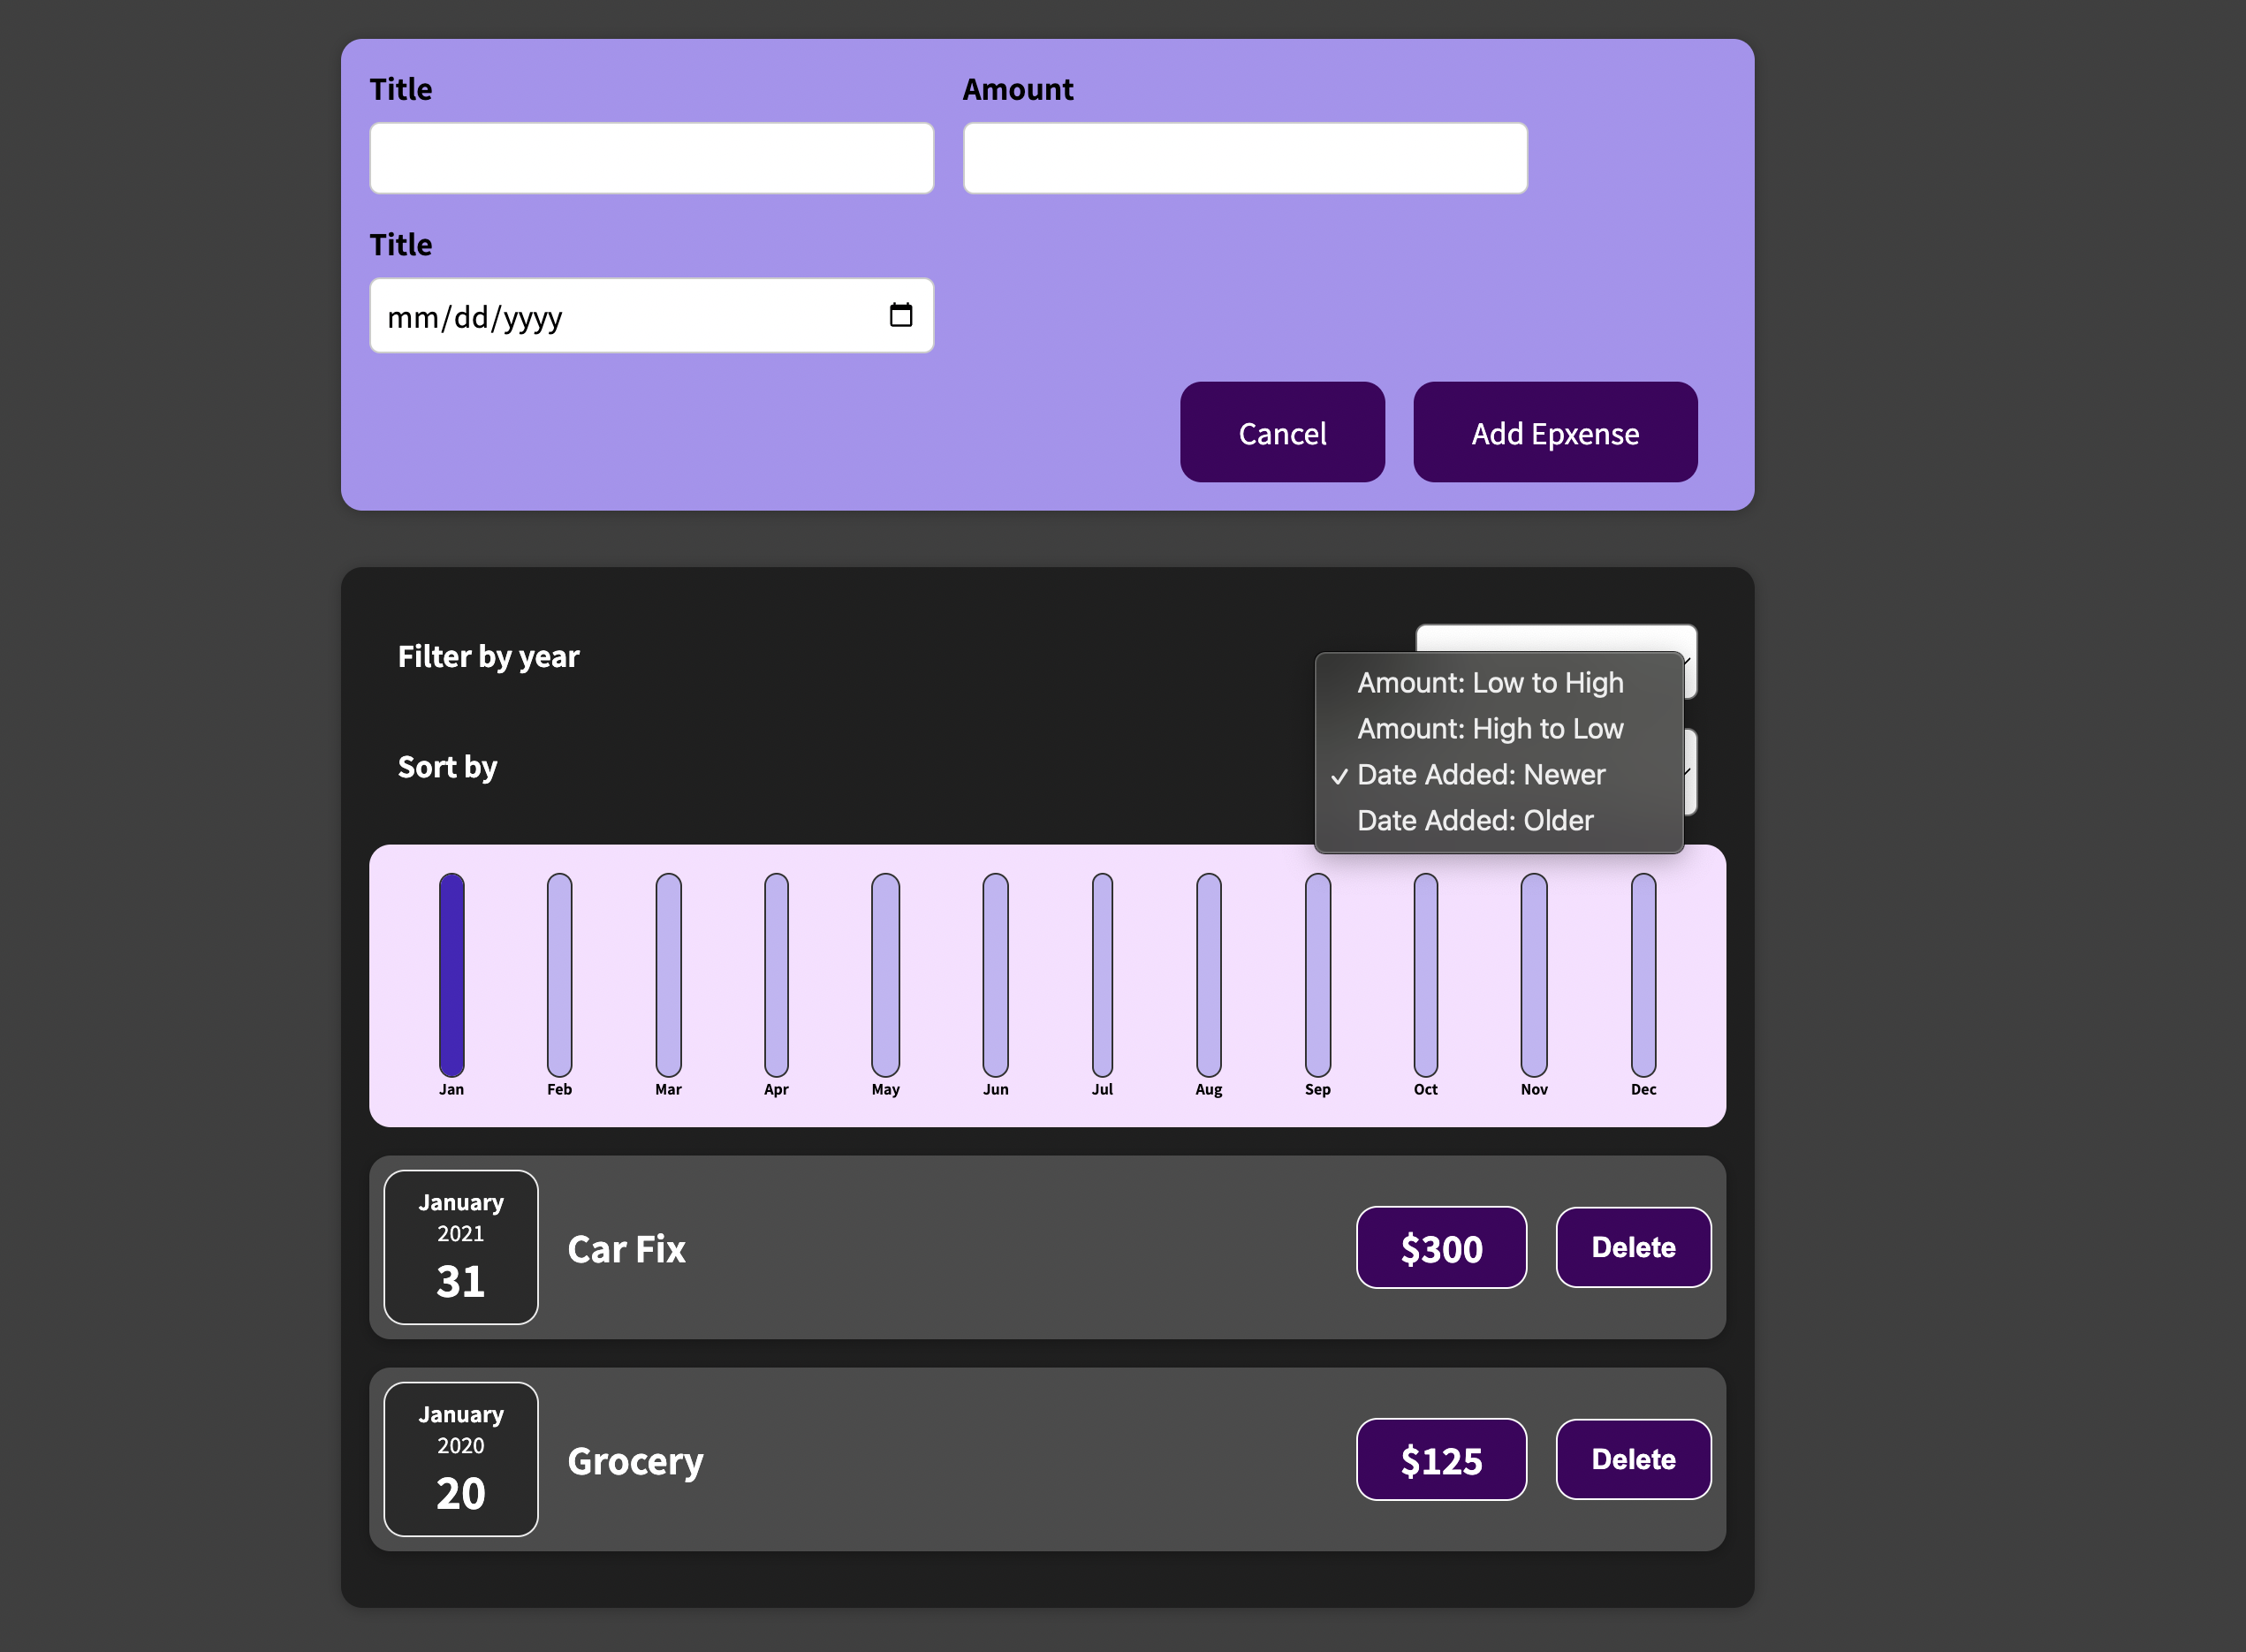 Title
Amount
Title
mm/dd/yyyy
Cancel
Add Epxense
Filter by year
Sort by
Amount: Low to High
Amount: High to Low
✓ Date Added: Newer
Date Added: Older
Jan Feb Mar Apr May Jun Jul Aug Sep Oct Nov Dec
January
2021
31
Car Fix
$300
Delete
January
2020
20
Grocery
$125
Delete